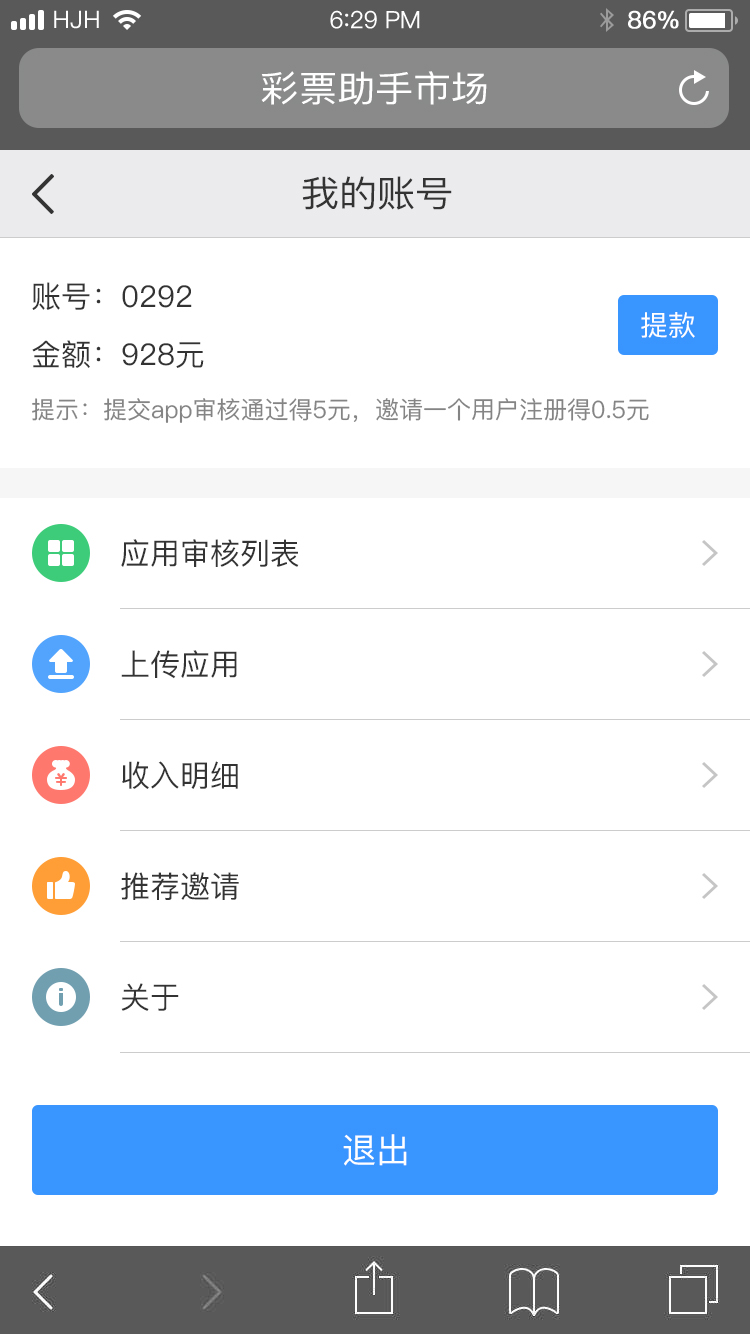 HJH 6:29 PM 86%
彩票助手市场
我的账号
账号：0292
提款
金额：928元
提示：提交app审核通过得5元，邀请一个用户注册得0.5元
应用审核列表
上传应用
¥
收入明细
推荐邀请
关于
退出